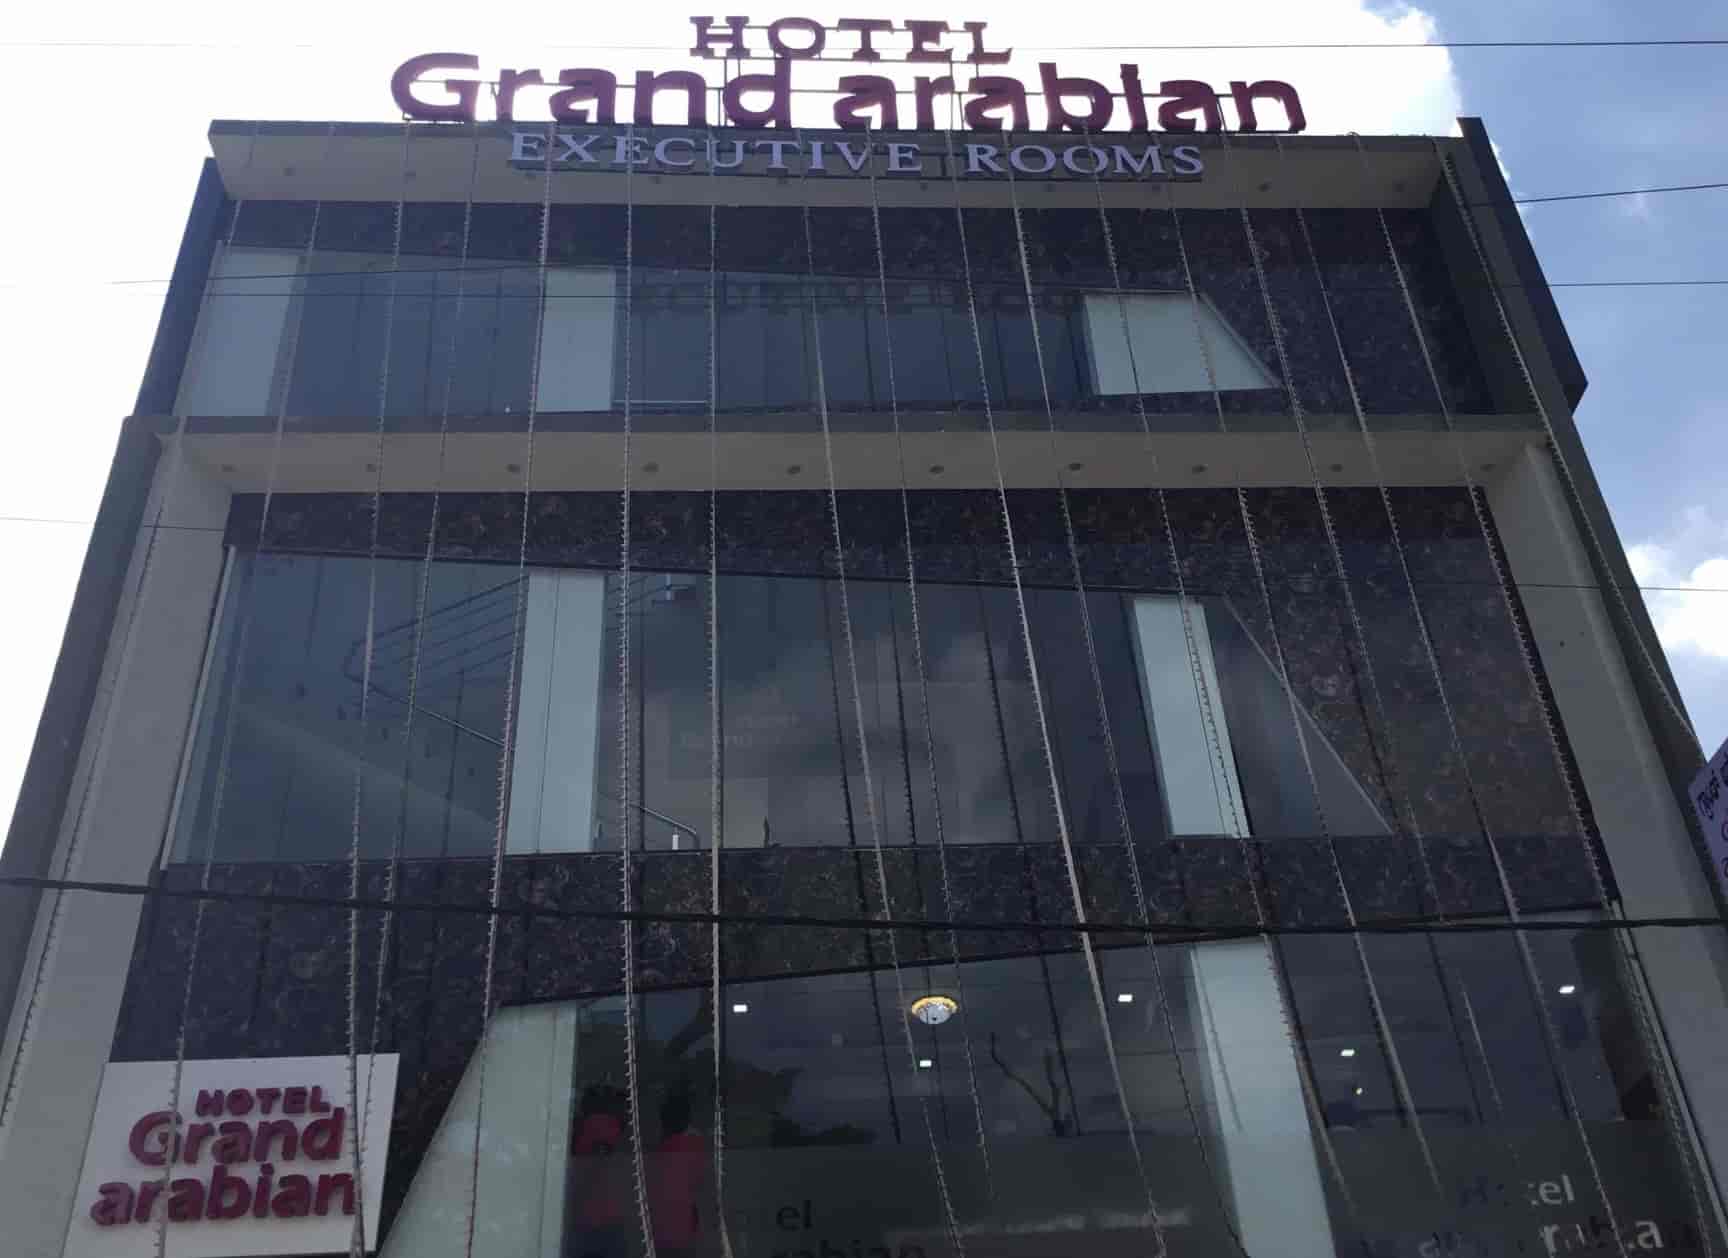 HOTEL
Grand arabian
EXECUTIVE ROOMS
HOTEL
Grand
arabian